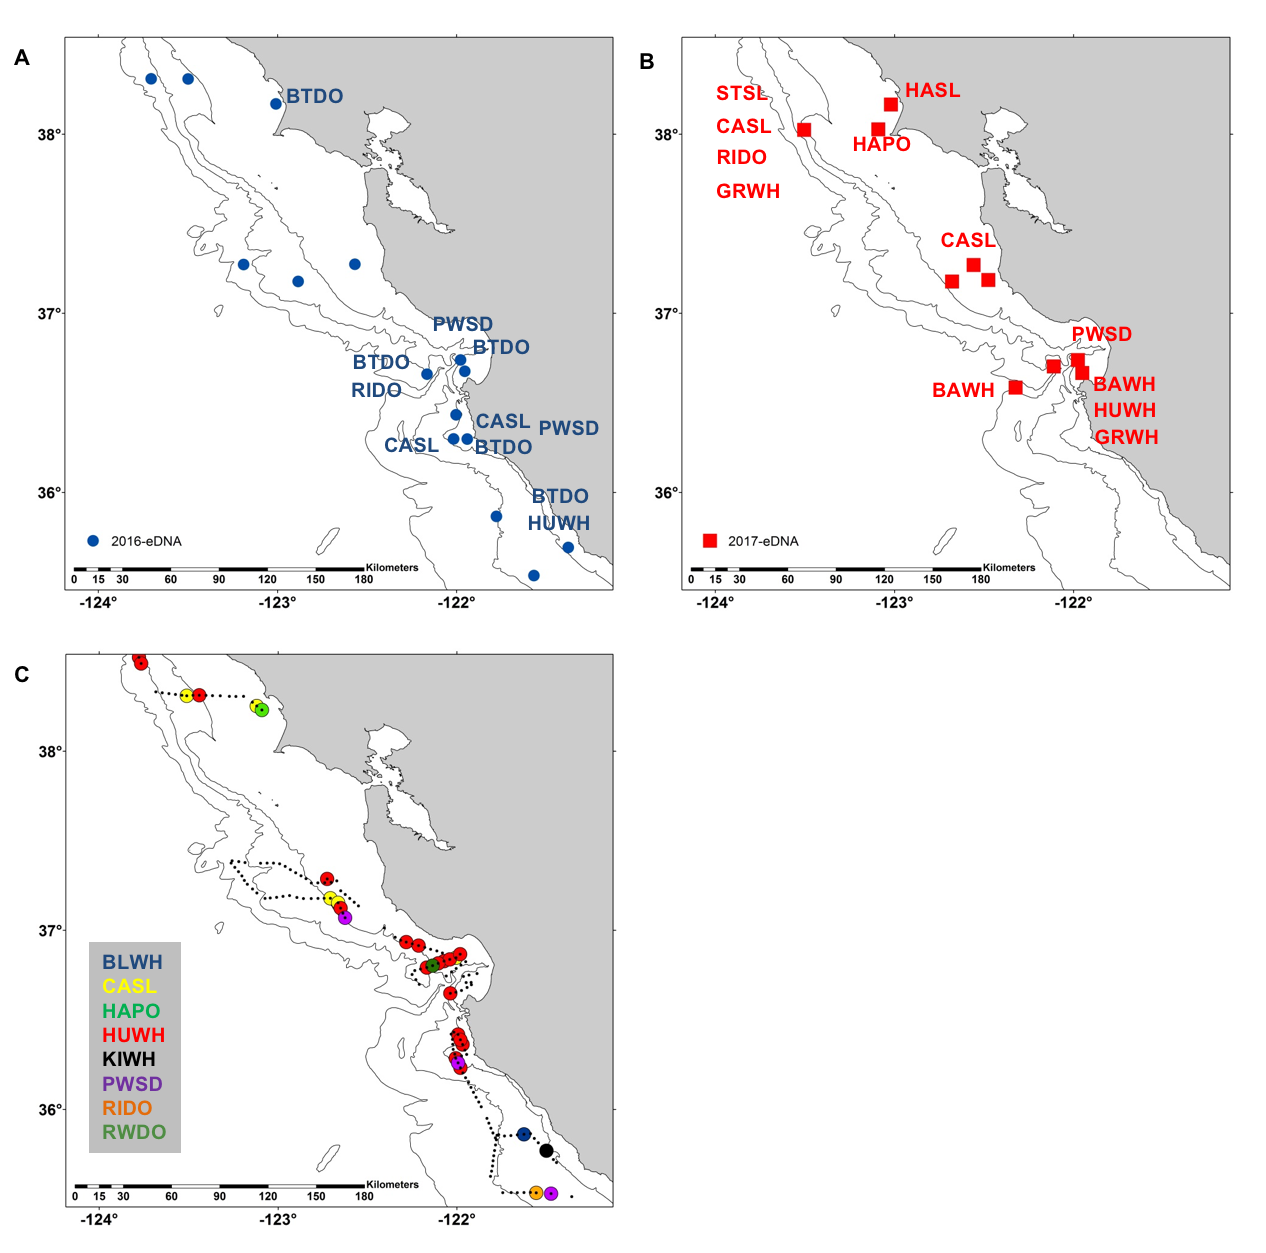 A
BTDO
38°
37°
PWSD
BTDO
BTDO
RIDO
CASL
PWSD
CASL
BTDO
36°
BTDO
HUWH
2016-eDNA
Kilometers
0 15 30 60 90 120 150 180
-124° -123° -122°
B
STSL
HASL
CASL
38°
HAPO
RIDO
GRWH
CASL
37°
PWSD
BAWH
BAWH
HUWH
GRWH
36°
2017-eDNA
Kilometers
0 15 30 60 90 120 150 180
-124° -123° -122°
C
38°
37°
BLWH
CASL
HAPO
HUWH
KIWH
PWSD
RIDO
RWDO
36°
Kilometers
0 15 30 60 90 120 150 180
-124° -123° -122°